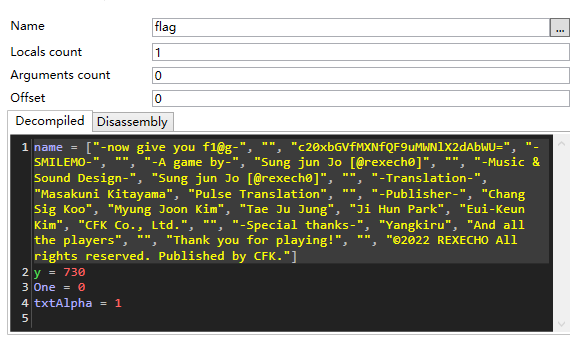 Name flag ...
Locals count 1
Arguments count 0
Offset 0
Decompiled Disassembly
1 name = ["-now give you f1@g-", "", "c20xbGVfMXNfQF9uMWNlX2dAbWU=", "-
SMILEMO-", "", "-A game by-", "Sung jun Jo [@rexech0]", "", "-Music &
Sound Design-", "Sung jun Jo [@rexech0]", "", "-Translation-",
"Masakuni Kitayama", "Pulse Translation", "", "-Publisher-", "Chang
Sig Koo", "Myung Joon Kim", "Tae Ju Jung", "Ji Hun Park", "Eui-Keun
Kim", "CFK Co., Ltd.", "", "-Special thanks-", "Yangkiru", "And all
the players", "", "Thank you for playing!", "", "©2022 REXECHO All
rights reserved. Published by CFK."]
2 y = 730
3 One = 0
4 txtAlpha = 1
5